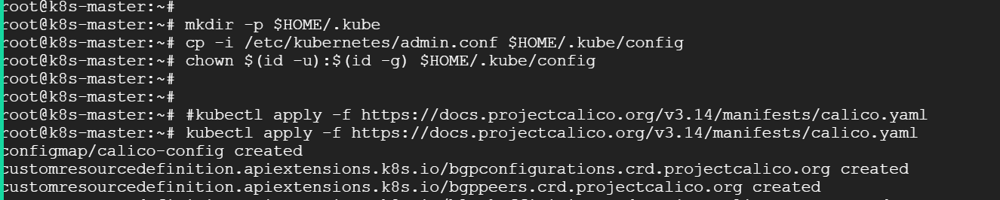 root@k8s-master:~#
root@k8s-master:~# mkdir -p $HOME/.kube
root@k8s-master:~# cp -i /etc/kubernetes/admin.conf $HOME/.kube/config
root@k8s-master:~# chown $(id -u):$(id -g) $HOME/.kube/config
root@k8s-master:~#
root@k8s-master:~#
root@k8s-master:~# #kubectl apply -f https://docs.projectcalico.org/v3.14/manifests/calico.yaml
root@k8s-master:~# kubectl apply -f https://docs.projectcalico.org/v3.14/manifests/calico.yaml
configmap/calico-config created
customresourcedefinition.apiextensions.k8s.io/bgpconfigurations.crd.projectcalico.org created
customresourcedefinition.apiextensions.k8s.io/bgppeers.crd.projectcalico.org created